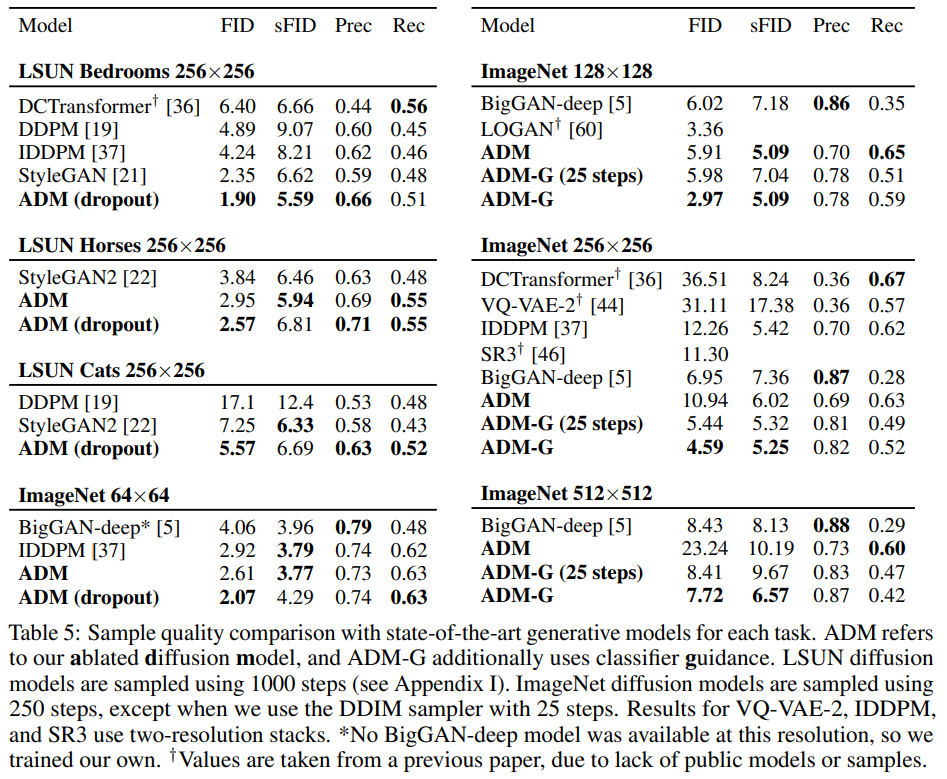 Model FID sFID Prec Rec
LSUN Bedrooms 256×256
DCTransformer† [36] 6.40 6.66 0.44 0.56
DDPM [19] 4.89 9.07 0.60 0.45
IDDPM [37] 4.24 8.21 0.62 0.46
StyleGAN [21] 2.35 6.62 0.59 0.48
ADM (dropout) 1.90 5.59 0.66 0.51
LSUN Horses 256×256
StyleGAN2 [22] 3.84 6.46 0.63 0.48
ADM 2.95 5.94 0.69 0.55
ADM (dropout) 2.57 6.81 0.71 0.55
LSUN Cats 256×256
DDPM [19] 17.1 12.4 0.53 0.48
StyleGAN2 [22] 7.25 6.33 0.58 0.43
ADM (dropout) 5.57 6.69 0.63 0.52
ImageNet 64×64
BigGAN-deep* [5] 4.06 3.96 0.79 0.48
IDDPM [37] 2.92 3.79 0.74 0.62
ADM 2.61 3.77 0.73 0.63
ADM (dropout) 2.07 4.29 0.74 0.63
Model FID sFID Prec Rec
ImageNet 128×128
BigGAN-deep [5] 6.02 7.18 0.86 0.35
LOGAN† [60] 3.36
ADM 5.91 5.09 0.70 0.65
ADM-G (25 steps) 5.98 7.04 0.78 0.51
ADM-G 2.97 5.09 0.78 0.59
ImageNet 256×256
DCTransformer† [36] 36.51 8.24 0.36 0.67
VQ-VAE-2† [44] 31.11 17.38 0.36 0.57
IDDPM [37] 12.26 5.42 0.70 0.62
SR3† [46] 11.30
BigGAN-deep [5] 6.95 7.36 0.87 0.28
ADM 10.94 6.02 0.69 0.63
ADM-G (25 steps) 5.44 5.32 0.81 0.49
ADM-G 4.59 5.25 0.82 0.52
ImageNet 512×512
BigGAN-deep [5] 8.43 8.13 0.88 0.29
ADM 23.24 10.19 0.73 0.60
ADM-G (25 steps) 8.41 9.67 0.83 0.47
ADM-G 7.72 6.57 0.87 0.42
Table 5: Sample quality comparison with state-of-the-art generative models for each task. ADM refers
to our ablated diffusion model, and ADM-G additionally uses classifier guidance. LSUN diffusion
models are sampled using 1000 steps (see Appendix I). ImageNet diffusion models are sampled using
250 steps, except when we use the DDIM sampler with 25 steps. Results for VQ-VAE-2, IDDPM,
and SR3 use two-resolution stacks. *No BigGAN-deep model was available at this resolution, so we
trained our own. †Values are taken from a previous paper, due to lack of public models or samples.